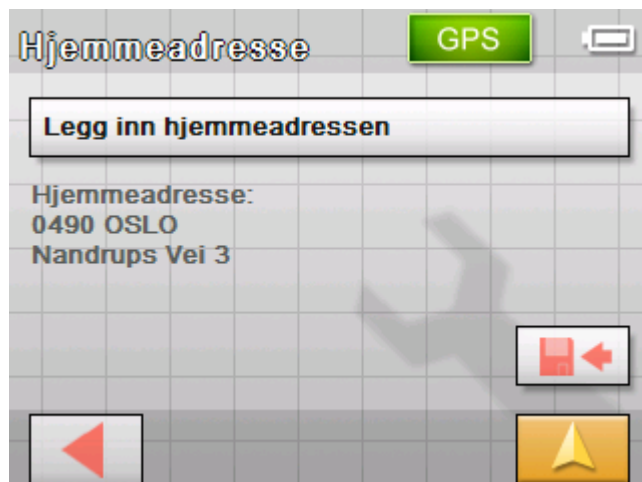 Hjemmeadresse
GPS
Legg inn hjemmeadressen
Hjemmeadresse:
0490 OSLO
Nandrups Vei 3